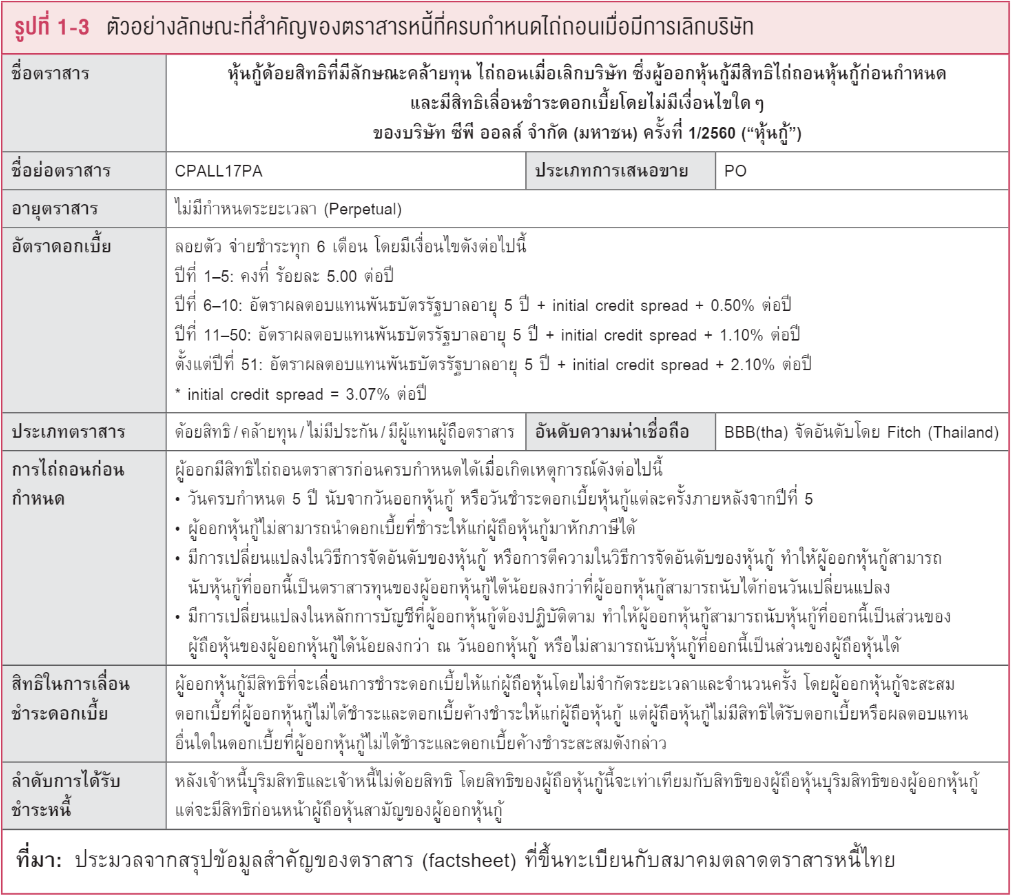 รูปที่ 1-3 ตัวอย่างลักษณะที่สำคัญของตราสารหนี้ที่ครบกำหนดไถ่ถอนเมื่อมีการเลิกบริษัท
ชื่อตราสาร
หุ้นกู้ด้อยสิทธิที่มีลักษณะคล้ายทุน ไถ่ถอนเมื่อเลิกบริษัท ซึ่งผู้ออกหุ้นกู้มีสิทธิไถ่ถอนหุ้นกู้ก่อนกำหนด
และมีสิทธิเลื่อนชำระดอกเบี้ยโดยไม่มีเงื่อนไขใด ๆ
ของบริษัท ซีพี ออลล์ จำกัด (มหาชน) ครั้งที่ 1/2560 (“หุ้นกู้”)
ชื่อย่อตราสาร CPALL17PA ประเภทการเสนอขาย PO
อายุตราสาร ไม่มีกำหนดระยะเวลา (Perpetual)
อัตราดอกเบี้ย ลอยตัว จ่ายชำระทุก 6 เดือน โดยมีเงื่อนไขดังต่อไปนี้
ปีที่ 1–5: คงที่ ร้อยละ 5.00 ต่อปี
ปีที่ 6–10: อัตราผลตอบแทนพันธบัตรรัฐบาลอายุ 5 ปี + initial credit spread + 0.50% ต่อปี
ปีที่ 11–50: อัตราผลตอบแทนพันธบัตรรัฐบาลอายุ 5 ปี + initial credit spread + 1.10% ต่อปี
ตั้งแต่ปีที่ 51: อัตราผลตอบแทนพันธบัตรรัฐบาลอายุ 5 ปี + initial credit spread + 2.10% ต่อปี
* initial credit spread = 3.07% ต่อปี
ประเภทตราสาร ด้อยสิทธิ / คล้ายทุน / ไม่มีประกัน / มีผู้แทนผู้ถือตราสาร อันดับความน่าเชื่อถือ BBB(tha) จัดอันดับโดย Fitch (Thailand)
การไถ่ถอนก่อน
กำหนด
ผู้ออกมีสิทธิไถ่ถอนตราสารก่อนครบกำหนดได้เมื่อเกิดเหตุการณ์ดังต่อไปนี้
• วันครบกำหนด 5 ปี นับจากวันออกหุ้นกู้ หรือวันชำระดอกเบี้ยหุ้นกู้แต่ละครั้งภายหลังจากปีที่ 5
• ผู้ออกหุ้นกู้ไม่สามารถนำดอกเบี้ยที่ชำระให้แก่ผู้ถือหุ้นกู้มาหักภาษีได้
• มีการเปลี่ยนแปลงในวิธีการจัดอันดับของหุ้นกู้ หรือการตีความในวิธีการจัดอันดับของหุ้นกู้ ทำให้ผู้ออกหุ้นกู้สามารถ
นับหุ้นกู้ที่ออกนี้เป็นตราสารทุนของผู้ออกหุ้นกู้ได้น้อยลงกว่าที่ผู้ออกหุ้นกู้สามารถนับได้ก่อนวันเปลี่ยนแปลง
• มีการเปลี่ยนแปลงในหลักการบัญชีที่ผู้ออกหุ้นกู้ต้องปฏิบัติตาม ทำให้ผู้ออกหุ้นกู้สามารถนับหุ้นกู้ที่ออกนี้เป็นส่วนของ
ผู้ถือหุ้นของผู้ออกหุ้นกู้ได้น้อยลงกว่า ณ วันออกหุ้นกู้ หรือไม่สามารถนับหุ้นกู้ที่ออกนี้เป็นส่วนของผู้ถือหุ้นได้
สิทธิในการเลื่อน
ชำระดอกเบี้ย
ผู้ออกหุ้นกู้มีสิทธิที่จะเลื่อนการชำระดอกเบี้ยให้แก่ผู้ถือหุ้นโดยไม่จำกัดระยะเวลาและจำนวนครั้ง โดยผู้ออกหุ้นกู้จะสะสม
ดอกเบี้ยที่ผู้ออกหุ้นกู้ไม่ได้ชำระและดอกเบี้ยค้างชำระให้แก่ผู้ถือหุ้นกู้ แต่ผู้ถือหุ้นกู้ไม่มีสิทธิได้รับดอกเบี้ยหรือผลตอบแทน
อื่นใดในดอกเบี้ยที่ผู้ออกหุ้นกู้ไม่ได้ชำระและดอกเบี้ยค้างชำระสะสมดังกล่าว
ลำดับการได้รับ
ชำระหนี้
หลังเจ้าหนี้บุริมสิทธิและเจ้าหนี้ไม่ด้อยสิทธิ โดยสิทธิของผู้ถือหุ้นกู้นี้จะเท่าเทียมกับสิทธิของผู้ถือหุ้นบุริมสิทธิของผู้ออกหุ้นกู้
แต่จะมีสิทธิก่อนหน้าผู้ถือหุ้นสามัญของผู้ออกหุ้นกู้
ที่มา: ประมวลจากสรุปข้อมูลสำคัญของตราสาร (factsheet) ที่ขึ้นทะเบียนกับสมาคมตลาดตราสารหนี้ไทย